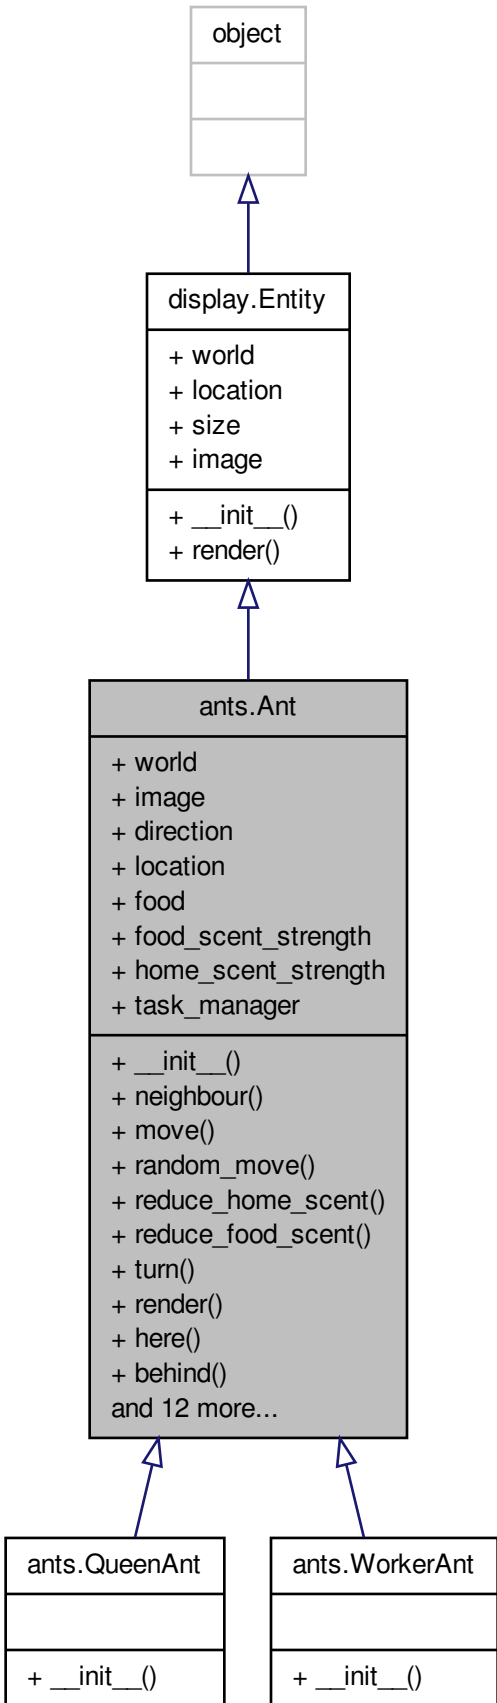 object
display.Entity
+ world
+ location
+ size
+ image
+ __init__()
+ render()
ants.Ant
+ world
+ image
+ direction
+ location
+ food
+ food_scent_strength
+ home_scent_strength
+ task_manager
+ __init__()
+ neighbour()
+ move()
+ random_move()
+ reduce_home_scent()
+ reduce_food_scent()
+ turn()
+ render()
+ here()
+ behind()
and 12 more...
ants.QueenAnt
+ __init__()
ants.WorkerAnt
+ __init__()